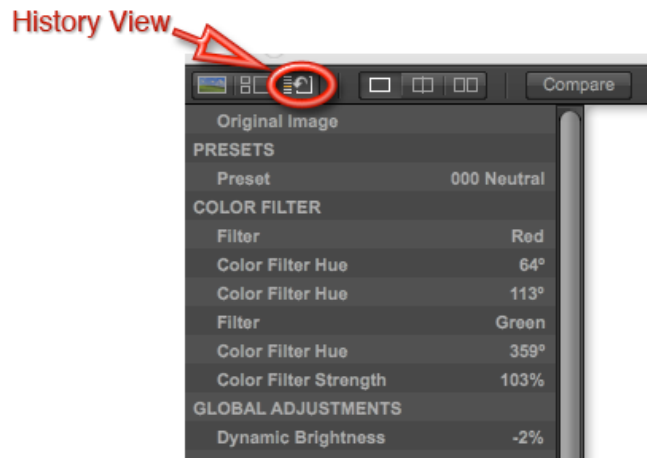 History View
Compare
Original Image
PRESETS
Preset 000 Neutral
COLOR FILTER
Filter Red
Color Filter Hue 64º
Color Filter Hue 113º
Filter Green
Color Filter Hue 359º
Color Filter Strength 103%
GLOBAL ADJUSTMENTS
Dynamic Brightness -2%